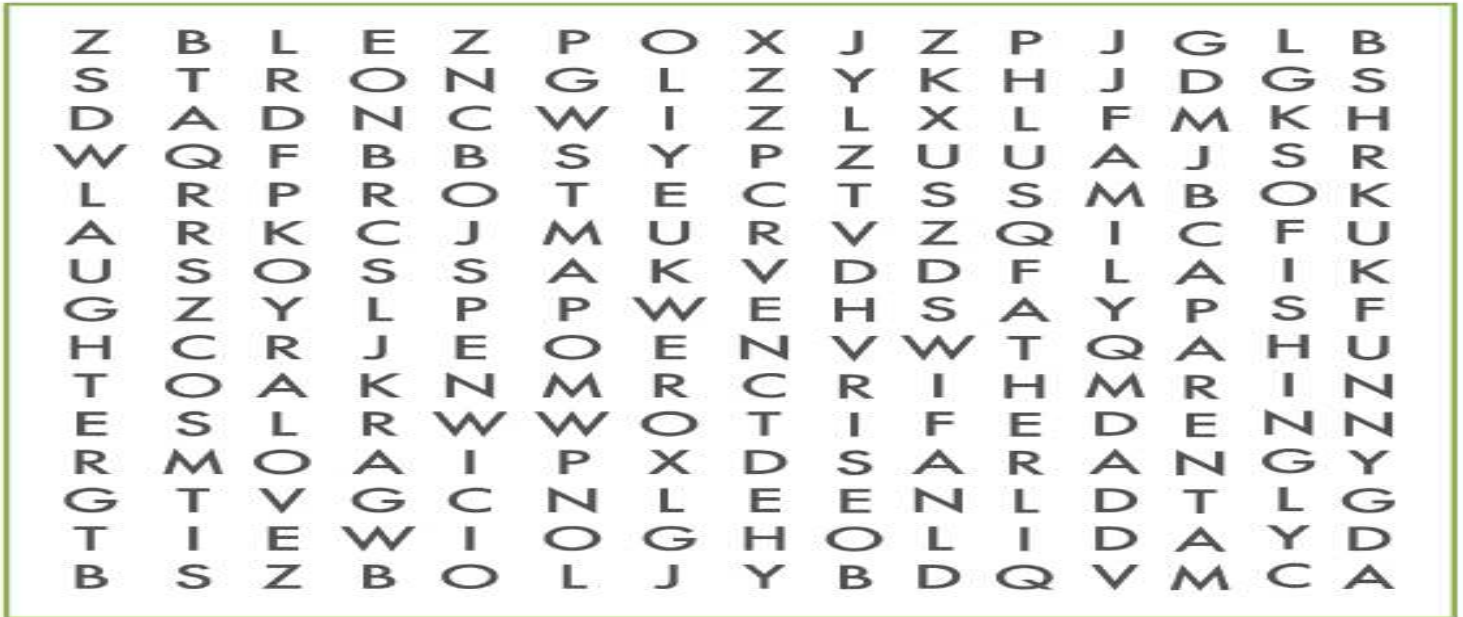 Z B L E Z P O X J Z P J G L B
S T R O N G L Z Y K H J D G S
D A D N C W I Z L X L F M K H
W Q F B B S Y P Z U U A J S R
L R P R O T E C T S S M B O K
A R K C J M U R V Z Q I C F U
U S O S S A K V D D F L A I K
G Z Y L P P W E H S A Y P S F
H C R J E O E N V W T Q A H U
T O A K N M R C R I H M R I N
E S L R W W O T I F E D E N N
R M O A I P X D S A R A N G Y
G T V G C N L E E N L D T L G
T I E W I O G H O L I D A Y D
B S Z B O L J Y B D Q V M C A